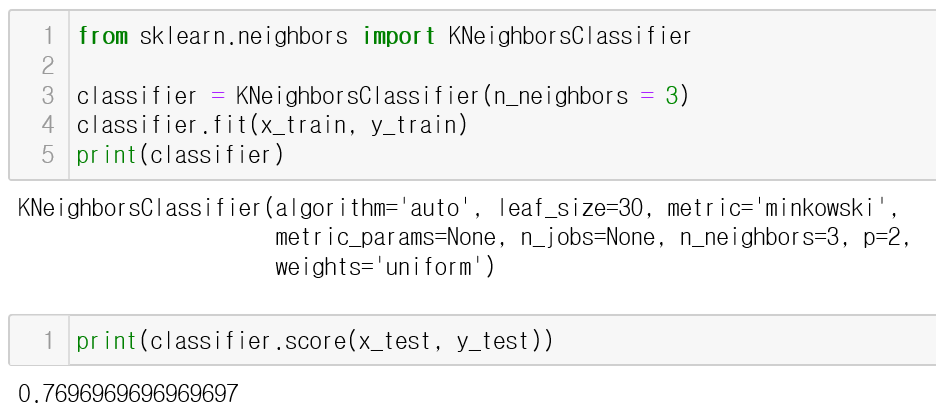 1 from sklearn.neighbors import KNeighborsClassifier
2
3 classifier = KNeighborsClassifier(n_neighbors = 3)
4 classifier.fit(x_train, y_train)
5 print(classifier)
KNeighborsClassifier(algorithm='auto', leaf_size=30, metric='minkowski',
metric_params=None, n_jobs=None, n_neighbors=3, p=2,
weights='uniform')
1 print(classifier.score(x_test, y_test))
0.7696969696969697